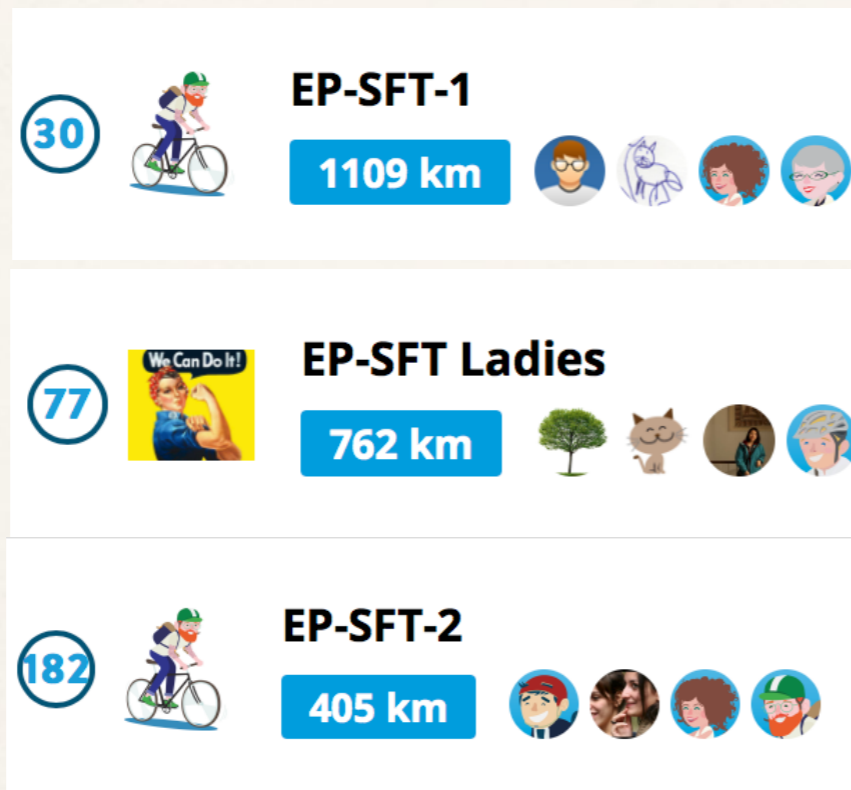 30
EP-SFT-1
1109 km
We Can Do It!
77
EP-SFT Ladies
762 km
182
EP-SFT-2
405 km